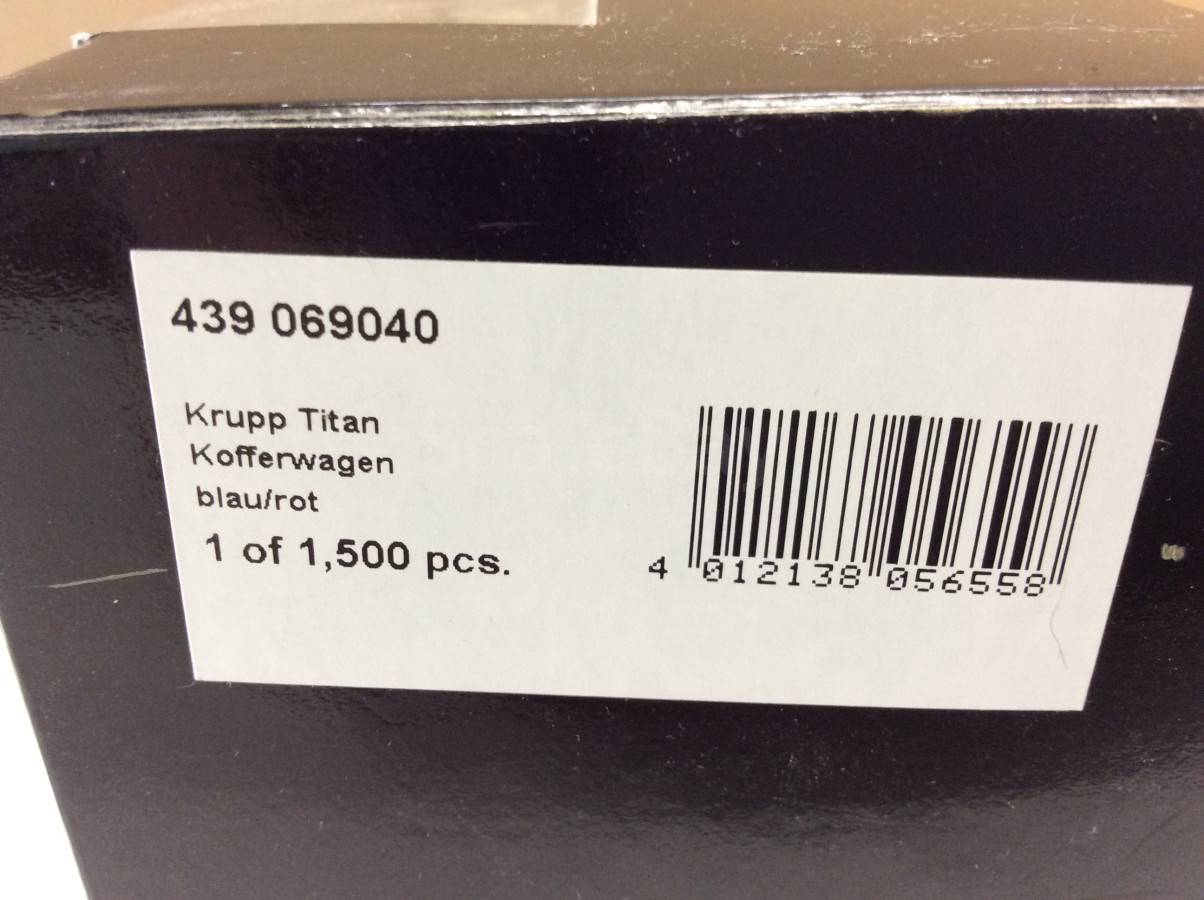 439 069040
Krupp Titan
Kofferwagen
blau/rot
1 of 1,500 pcs.
4 012138 056558